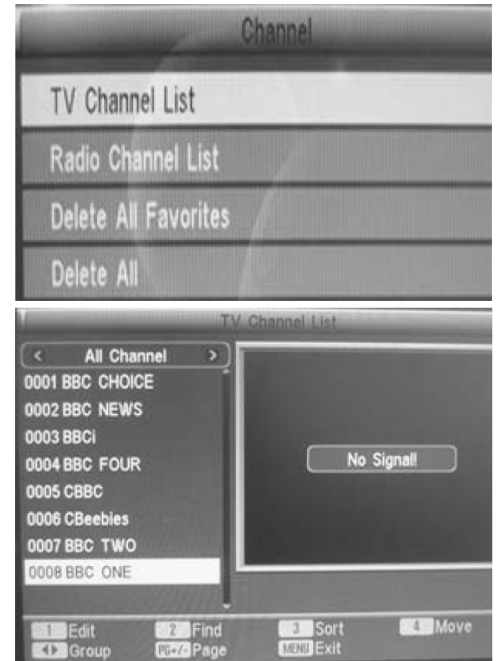 Channel
TV Channel List
Radio Channel List
Delete All Favorites
Delete All
TV Channel List
< All Channel >
0001 BBC CHOICE
0002 BBC NEWS
0003 BBCi
0004 BBC FOUR
0005 CBBC
0006 CBeebies
0007 BBC TWO
0008 BBC ONE
No Signal!
1 Edit 2 Find 3 Sort 4 Move
◀▶ Group PG+/- Page MENU Exit